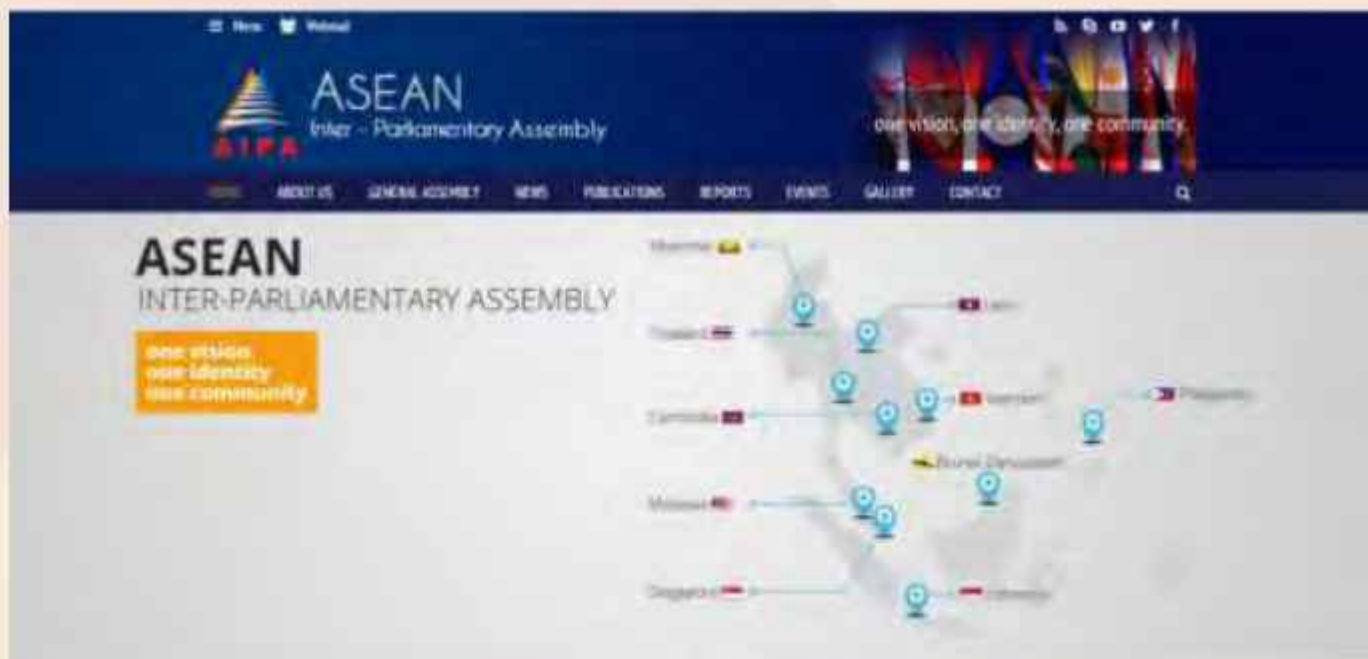 Webmail
ASEAN
Inter - Parliamentary Assembly
AIPA
one vision, one identity, one community.
HOME ABOUT US GENERAL ASSEMBLY NEWS PUBLICATIONS REPORTS EVENTS GALLERY CONTACT
ASEAN
INTER-PARLIAMENTARY ASSEMBLY
one vision
one identity
one community
Myanmar
Laos
Thailand
Vietnam
Philippines
Cambodia
Brunei Darussalam
Malaysia
Singapore
Indonesia